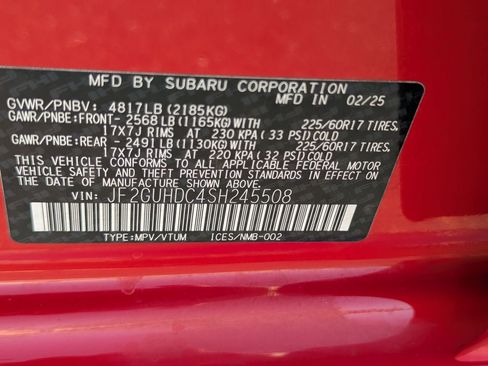 MFD BY SUBARU CORPORATION
GVWR/PNBV: 4817LB (2185KG) MFD IN 02/25
GAWR/PNBE:FRONT- 2568LB (1165KG) WITH 225/60R17 TIRES,
17X7J RIMS AT 230 KPA (33 PSI) COLD
GAWR/PNBE:REAR - 2491LB (1130KG) WITH 225/60R17 TIRES,
17X7J RIMS AT 220 KPA (32 PSI) COLD
THIS VEHICLE CONFORMS TO ALL APPLICABLE FEDERAL MOTOR
VEHICLE SAFETY AND THEFT PREVENTION STANDARDS IN EFFECT
ON THE DATE OF MANUFACTURE SHOWN ABOVE.
VIN: JF2GUHDC4SH245508
TYPE:MPV/VTUM ICES/NMB-002